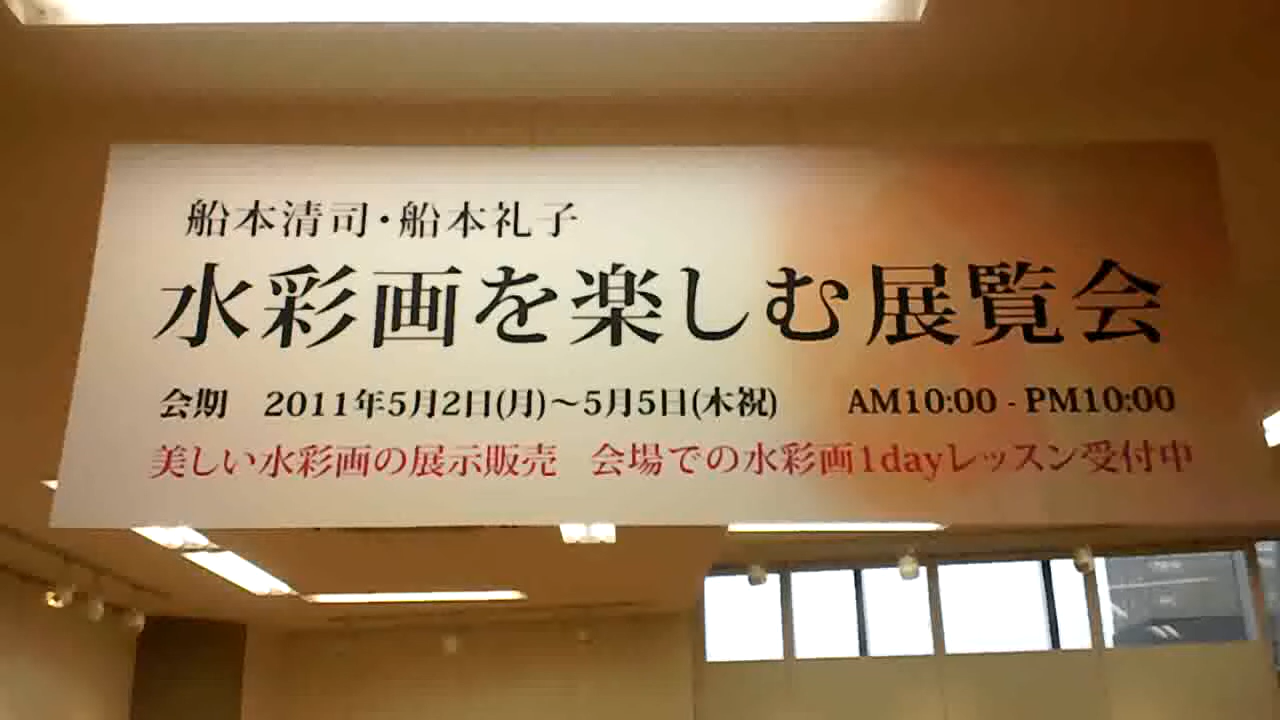 船本清司・船本礼子
水彩画を楽しむ展覧会
会期 2011年5月2日(月)～5月5日(木祝) AM10:00 - PM10:00
美しい水彩画の展示販売 会場での水彩画1dayレッスン受付中